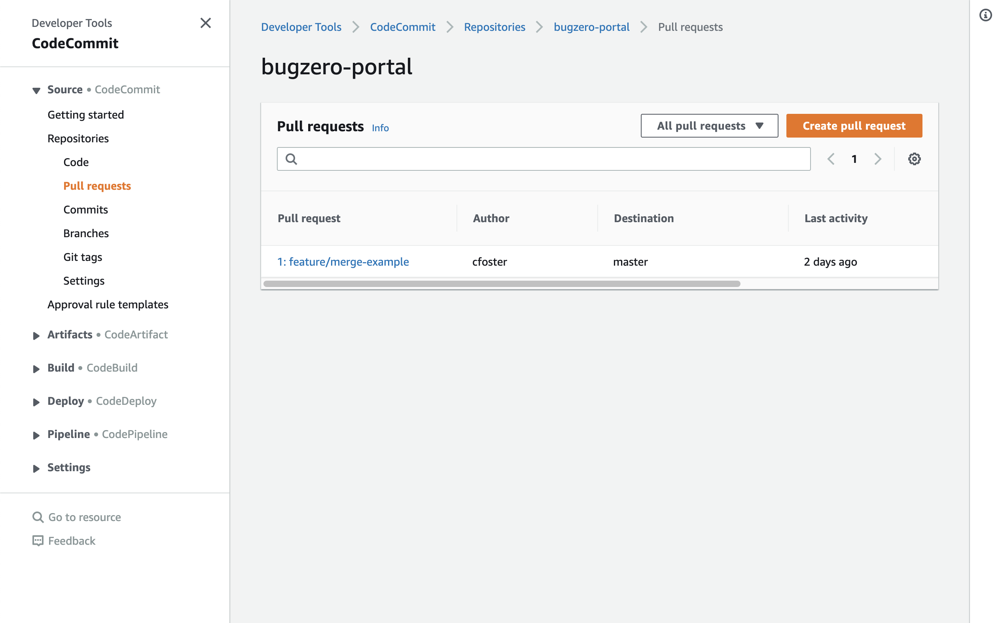 Developer Tools
CodeCommit
Source • CodeCommit
Getting started
Repositories
Code
Pull requests
Commits
Branches
Git tags
Settings
Approval rule templates
Artifacts • CodeArtifact
Build • CodeBuild
Deploy • CodeDeploy
Pipeline • CodePipeline
Settings
Go to resource
Feedback
Developer Tools > CodeCommit > Repositories > bugzero-portal > Pull requests
bugzero-portal
Pull requests Info All pull requests Create pull request
1
Pull request Author Destination Last activity
1: feature/merge-example cfoster master 2 days ago